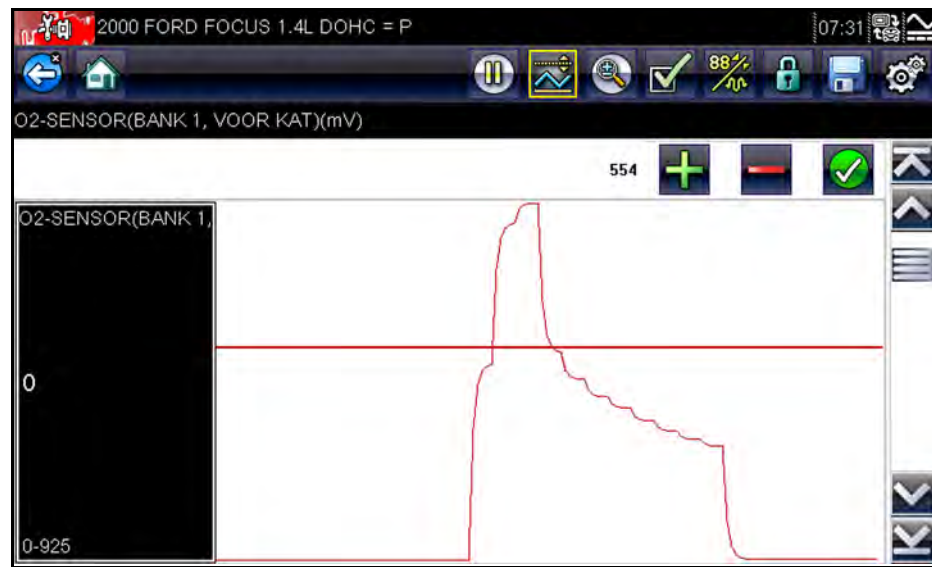 2000 FORD FOCUS 1.4L DOHC = P
07:31
O2-SENSOR(BANK 1, VOOR KAT)(mV)
554
O2-SENSOR(BANK 1,
0
0-925